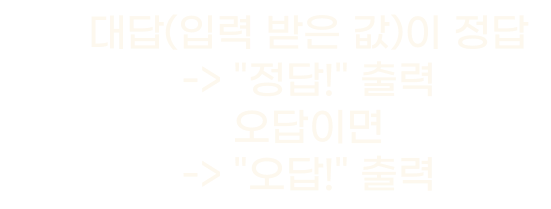 대답(입력 받은 값)이 정답
-> "정답!" 출력
오답이면
-> "오답!" 출력